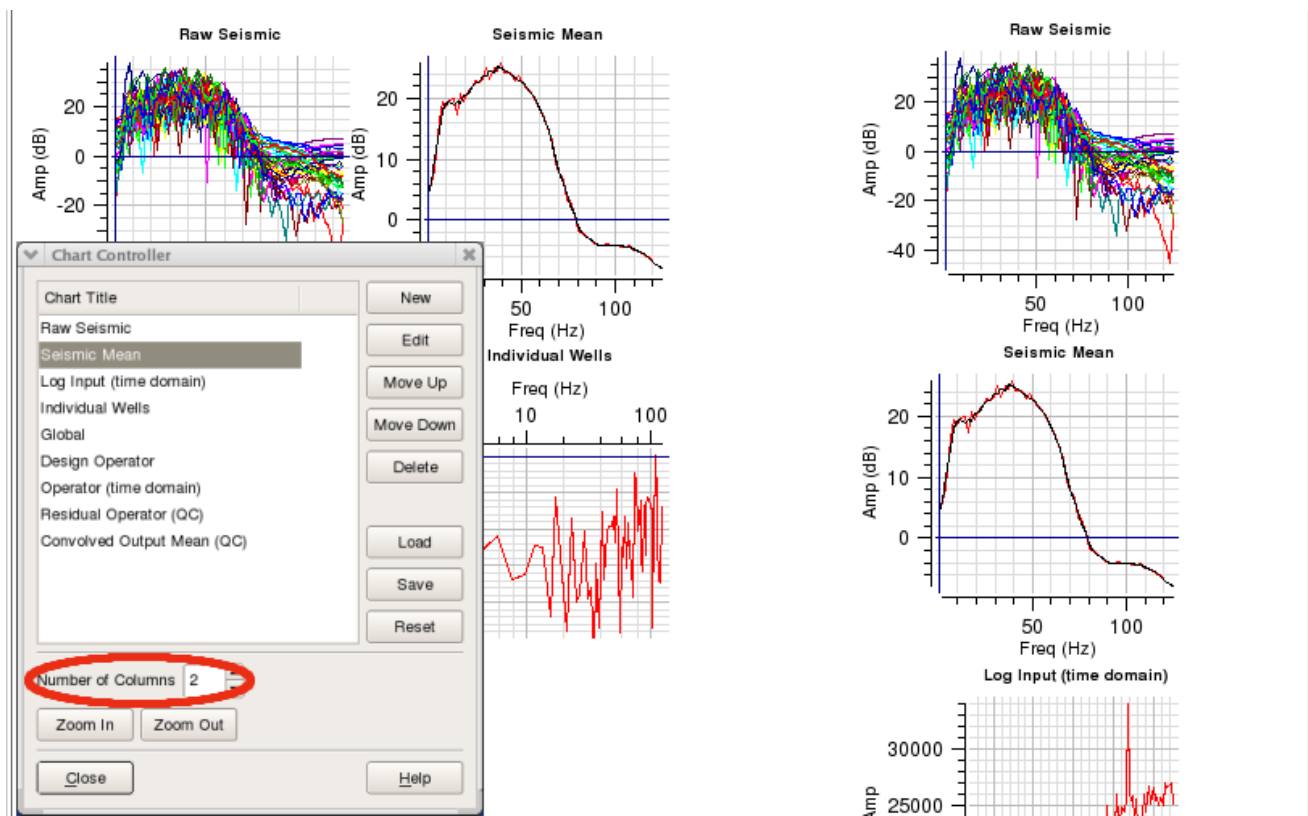 Raw Seismic
20
0
-20
Amp (dB)
Seismic Mean
20
10
0
Amp (dB)
50 100
Freq (Hz)
Individual Wells
Freq (Hz)
10 100
Chart Controller
Chart Title
Raw Seismic
Seismic Mean
Log Input (time domain)
Individual Wells
Global
Design Operator
Operator (time domain)
Residual Operator (QC)
Convolved Output Mean (QC)
New
Edit
Move Up
Move Down
Delete
Load
Save
Reset
Number of Columns 2
Zoom In Zoom Out
Close Help
Raw Seismic
20
0
-20
-40
Amp (dB)
50 100
Freq (Hz)
Seismic Mean
20
10
0
Amp (dB)
50 100
Freq (Hz)
Log Input (time domain)
30000
25000
Amp